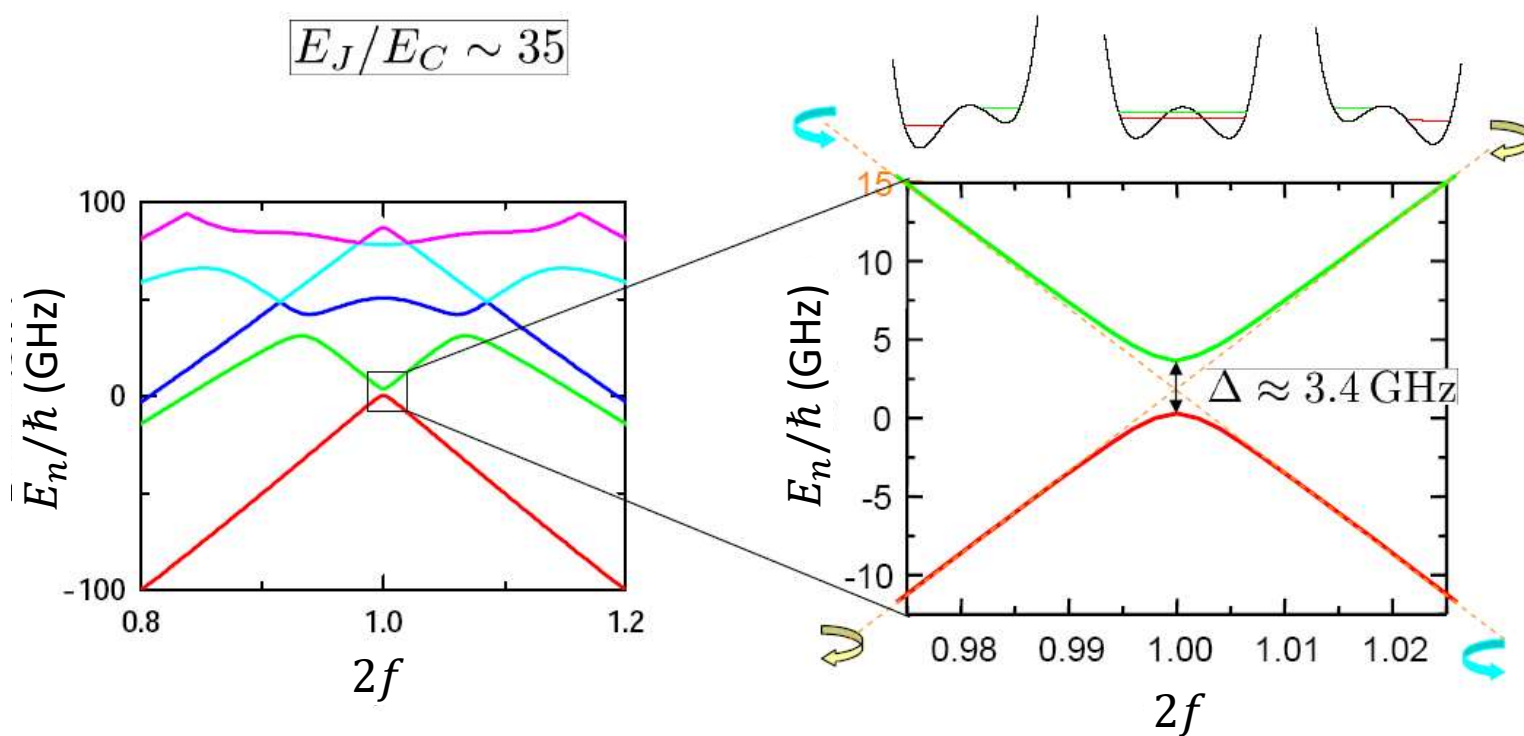 E_J/E_C ∼ 35
100
0
-100
E_n/ℏ (GHz)
0.8
1.0
1.2
2f
15
10
5
0
-5
-10
E_n/ℏ (GHz)
Δ ≈ 3.4 GHz
0.98
0.99
1.00
1.01
1.02
2f